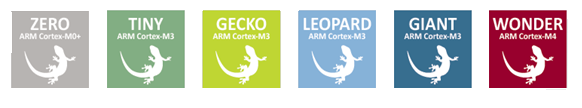 ZERO
ARM Cortex-M0+
TINY
ARM Cortex-M3
GECKO
ARM Cortex-M3
LEOPARD
ARM Cortex-M3
GIANT
ARM Cortex-M3
WONDER
ARM Cortex-M4